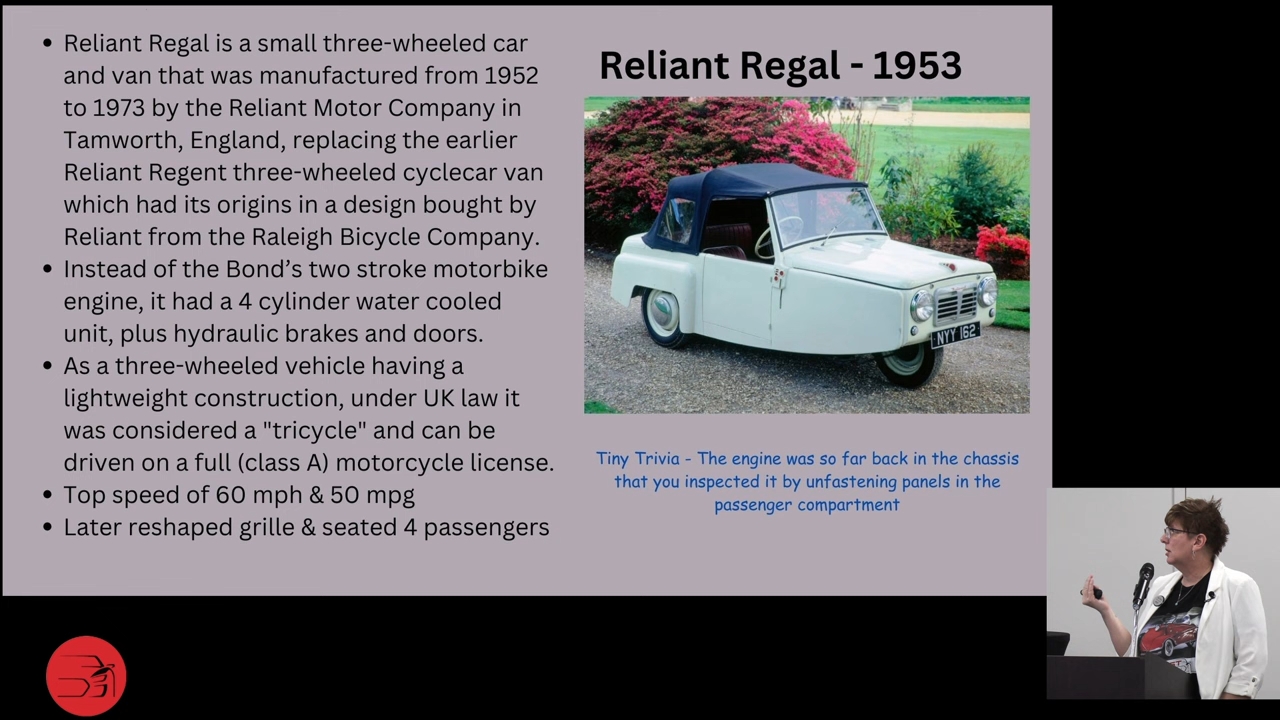 • Reliant Regal is a small three-wheeled car
and van that was manufactured from 1952
to 1973 by the Reliant Motor Company in
Tamworth, England, replacing the earlier
Reliant Regent three-wheeled cyclecar van
which had its origins in a design bought by
Reliant from the Raleigh Bicycle Company.
• Instead of the Bond’s two stroke motorbike
engine, it had a 4 cylinder water cooled
unit, plus hydraulic brakes and doors.
• As a three-wheeled vehicle having a
lightweight construction, under UK law it
was considered a "tricycle" and can be
driven on a full (class A) motorcycle license.
• Top speed of 60 mph & 50 mpg
• Later reshaped grille & seated 4 passengers
Reliant Regal - 1953
NYY 162
Tiny Trivia - The engine was so far back in the chassis
that you inspected it by unfastening panels in the
passenger compartment